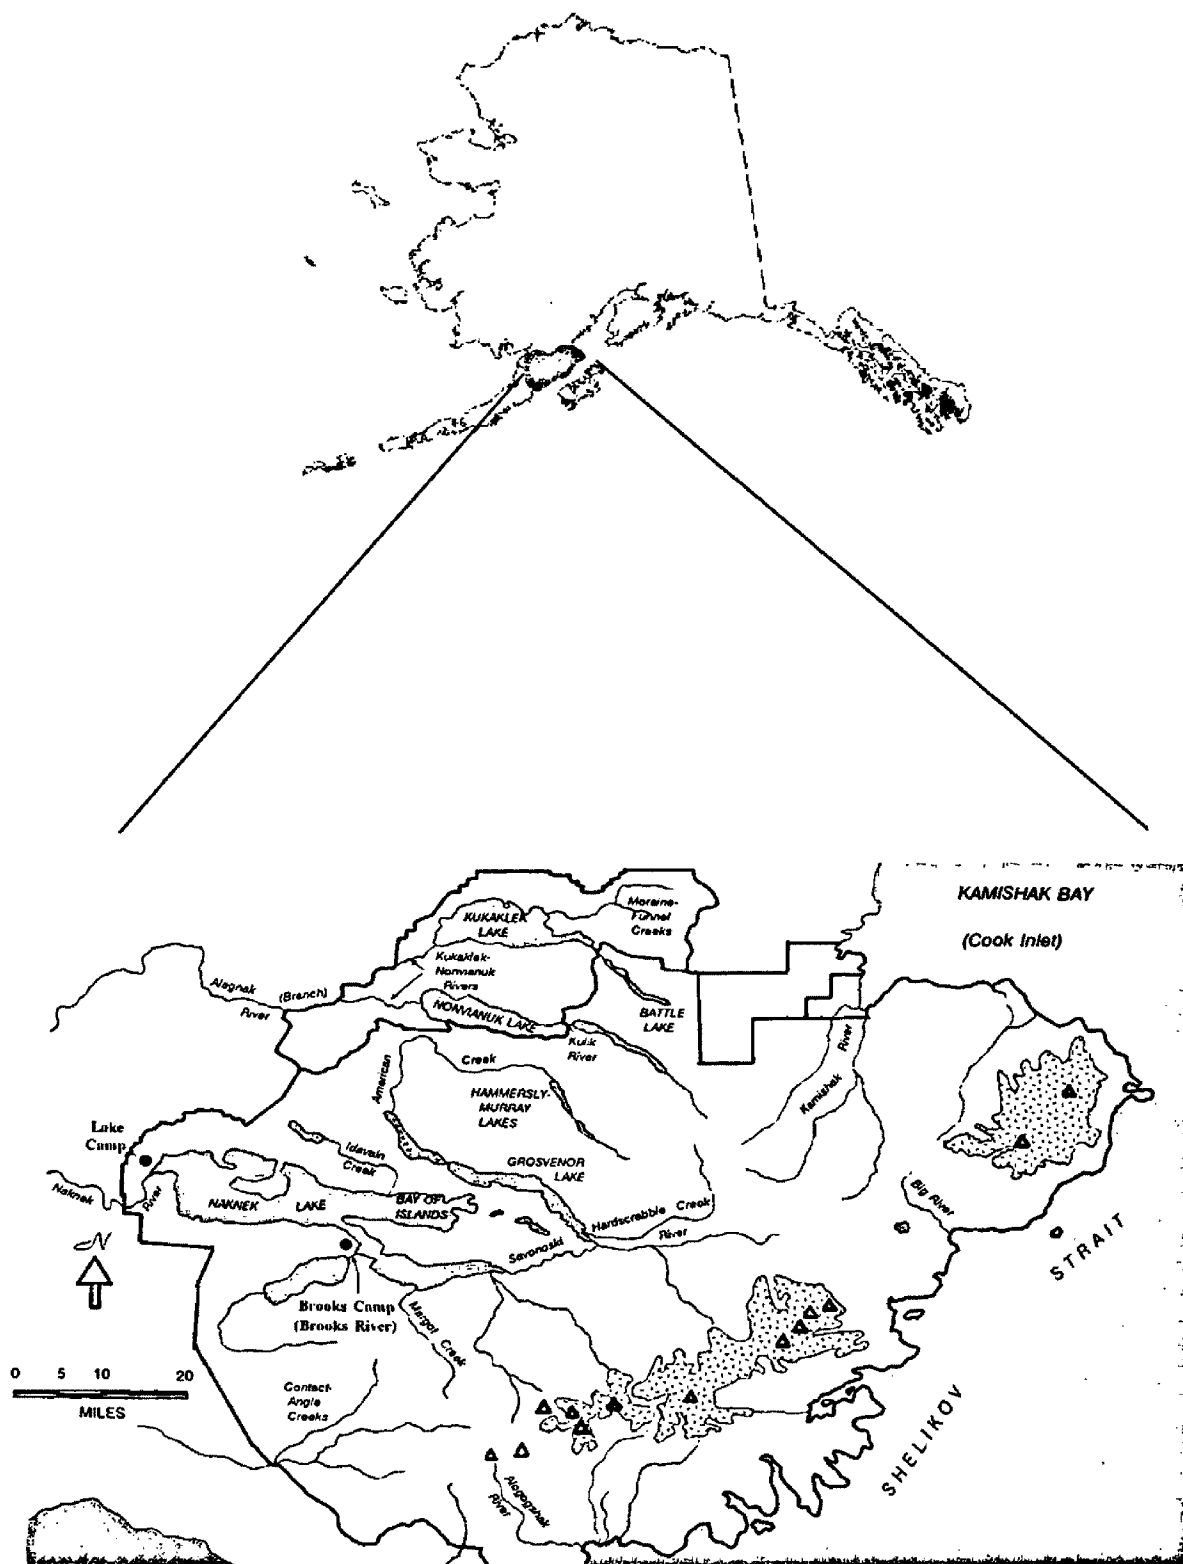 KAMISHAK BAY
(Cook Inlet)
Moraine-
Funnel
Creeks
KUKAKLEK
LAKE
Kukaklek-
Nonvianuk
Rivers
Alagnak
(Branch)
River
NONVIANUK LAKE
BATTLE
LAKE
Kulik
River
American
Creek
HAMMERSLY-
MURRAY
LAKES
Kamishak
River
Lake
Camp
Idavain
Creek
GROSVENOR
LAKE
Naknek
River
NAKNEK
LAKE
BAY OF
ISLANDS
Hardscrabble Creek
Big River
Savonoski
River
STRAIT
N
Brooks Camp
(Brooks River)
Margot Creek
0 5 10 20
MILES
Contact-
Angle
Creeks
SHELIKOV
Alagogshak
River